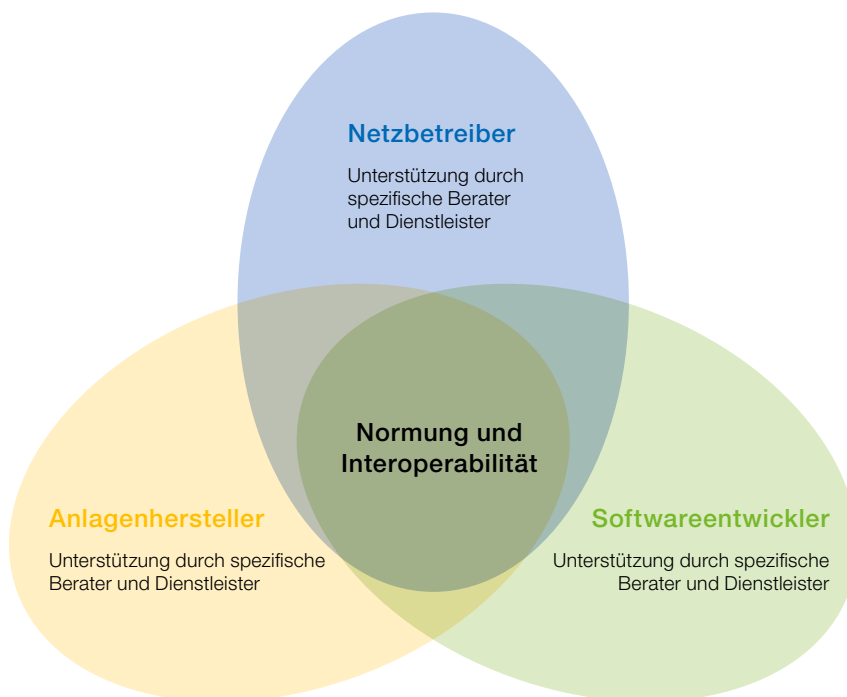 Netzbetreiber
Unterstützung durch
spezifische Berater
und Dienstleister
Normung und
Interoperabilität
Anlagenhersteller
Unterstützung durch spezifische
Berater und Dienstleister
Softwareentwickler
Unterstützung durch spezifische
Berater und Dienstleister